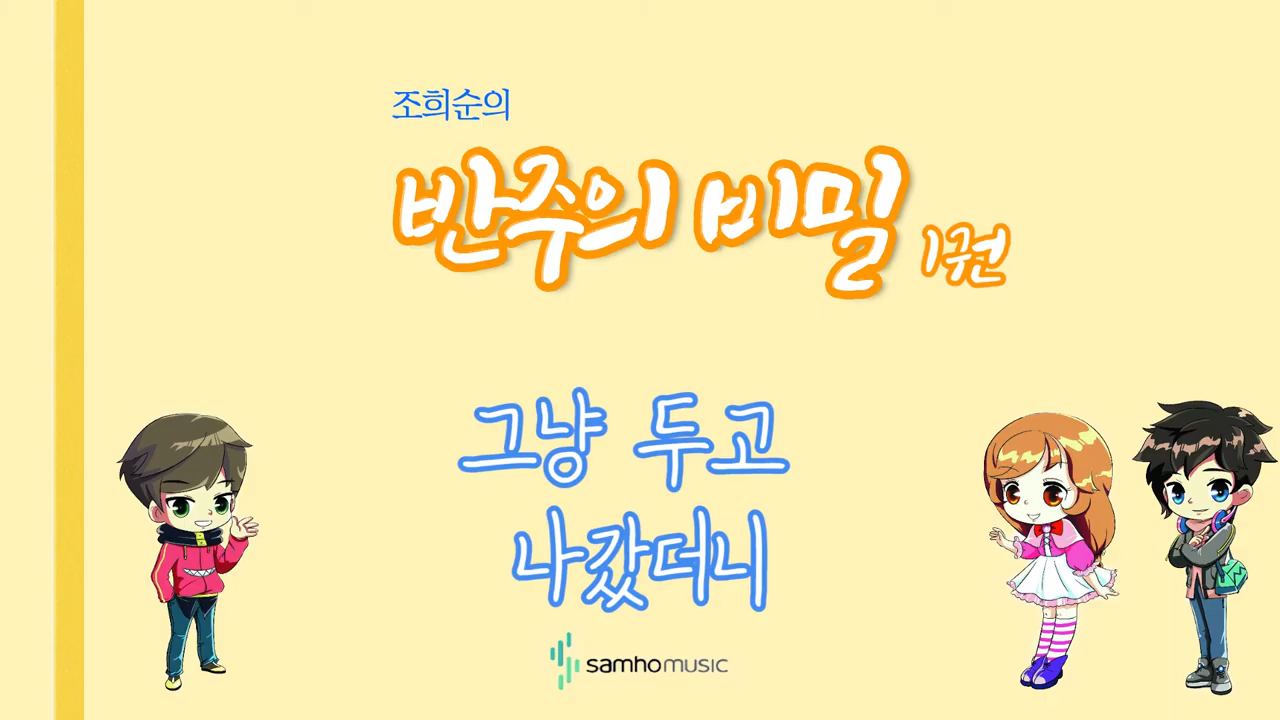 조희순의
반주의 비밀 1권
그냥 두고
나갔더니
samhomusic